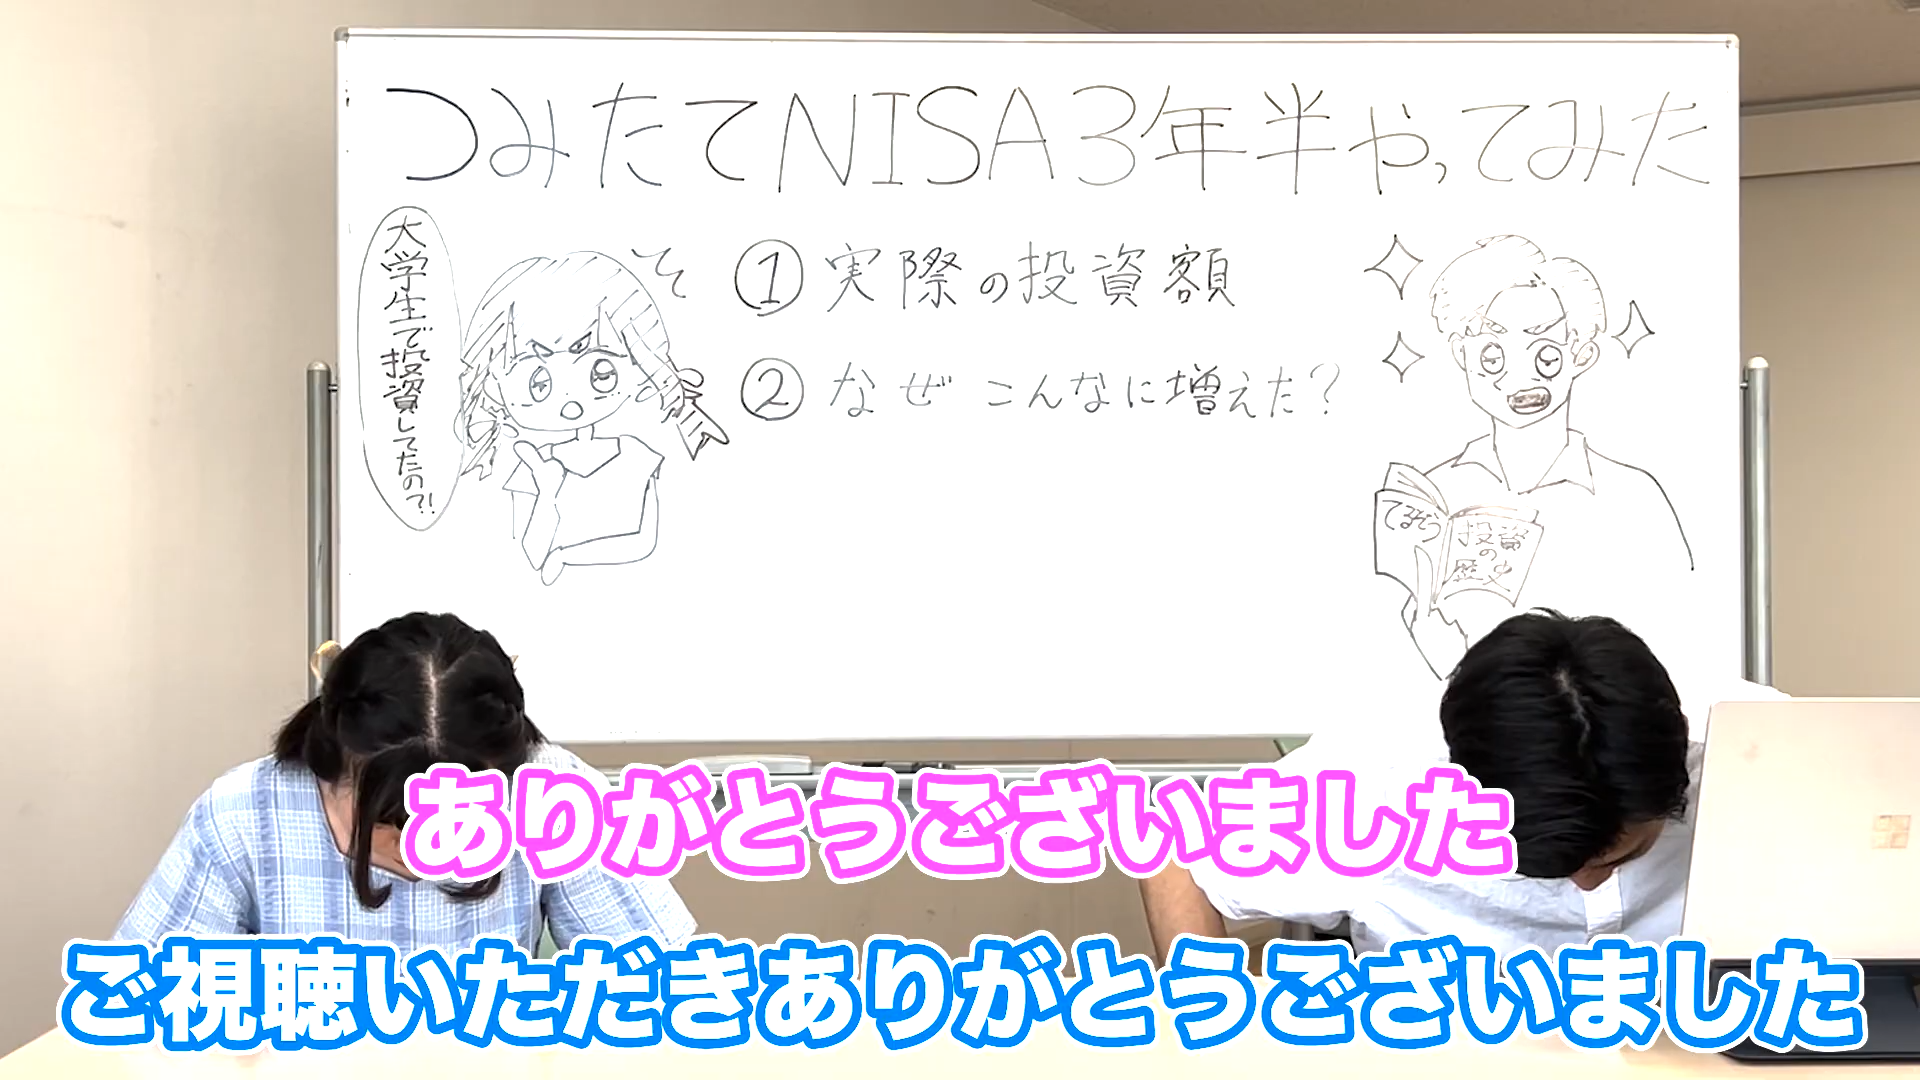 つみたてNISA3年半やってみた
大学生で投資してたの?!
①実際の投資額
②なぜこんなに増えた?
てるぞう
投資
の
歴史
ありがとうございました
ご視聴いただきありがとうございました